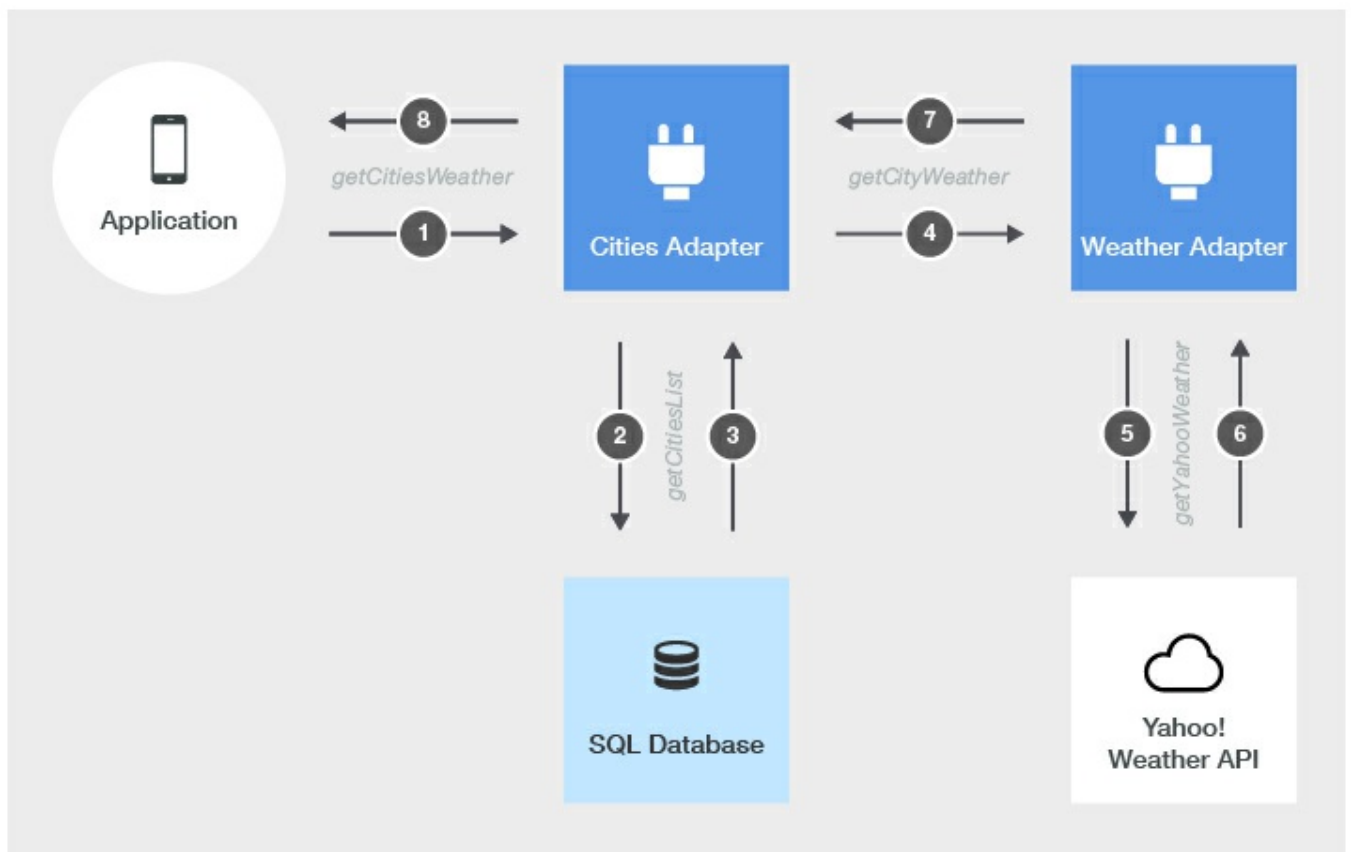 8
7
getCitiesWeather
getCityWeather
Application
1
4
Cities Adapter
Weather Adapter
getCitiesList
getYahooWeather
2
3
5
6
SQL Database
Yahoo!
Weather API